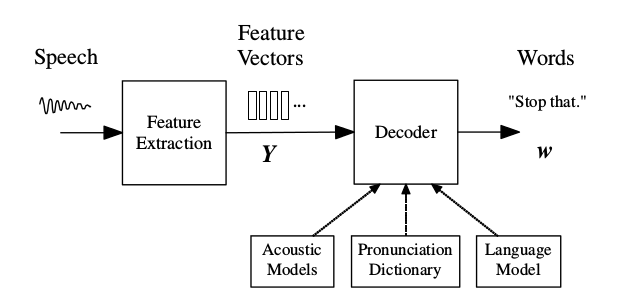 Speech
Feature
Vectors
Words
Feature
Extraction
...
Y
Decoder
"Stop that."
w
Acoustic
Models
Pronunciation
Dictionary
Language
Model